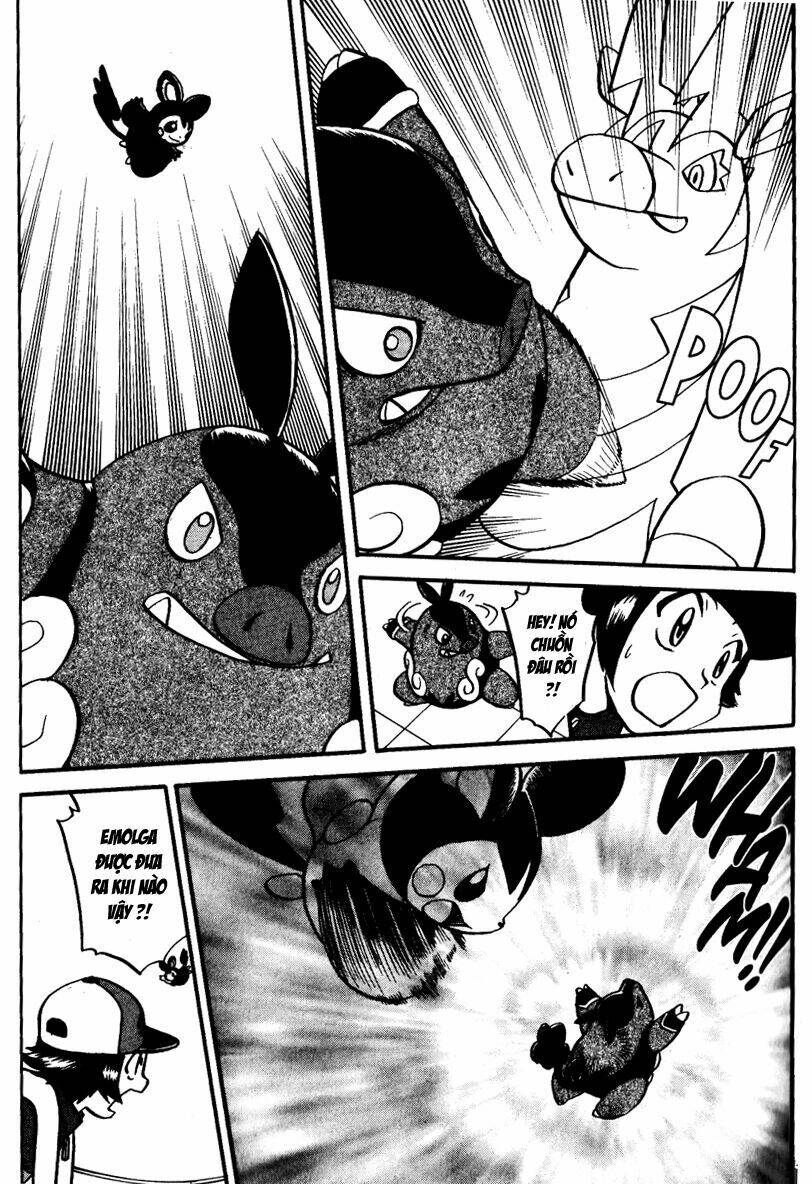 POOF
HEY! NÓ
CHUỒN
ĐÂU RỒI
?!
WHAM!!
EMOLGA
ĐƯỢC ĐƯA
RA KHI NÀO
VẬY ?!